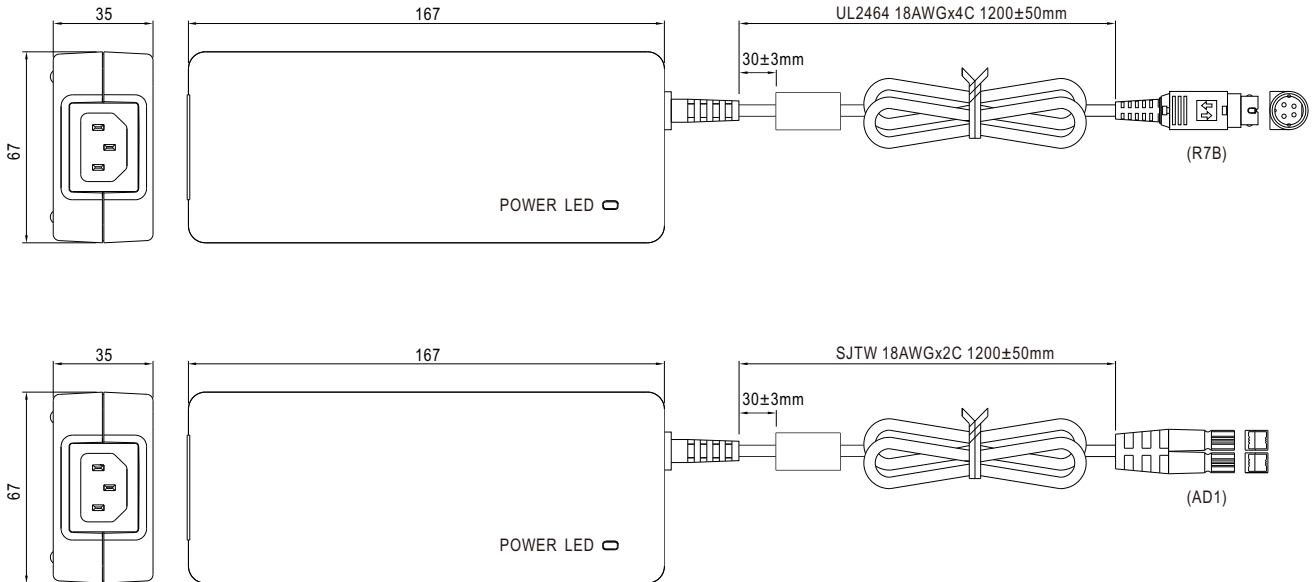 35
167
UL2464 18AWGx4C 1200±50mm
30±3mm
67
POWER LED
(R7B)
35
167
SJTW 18AWGx2C 1200±50mm
30±3mm
67
POWER LED
(AD1)